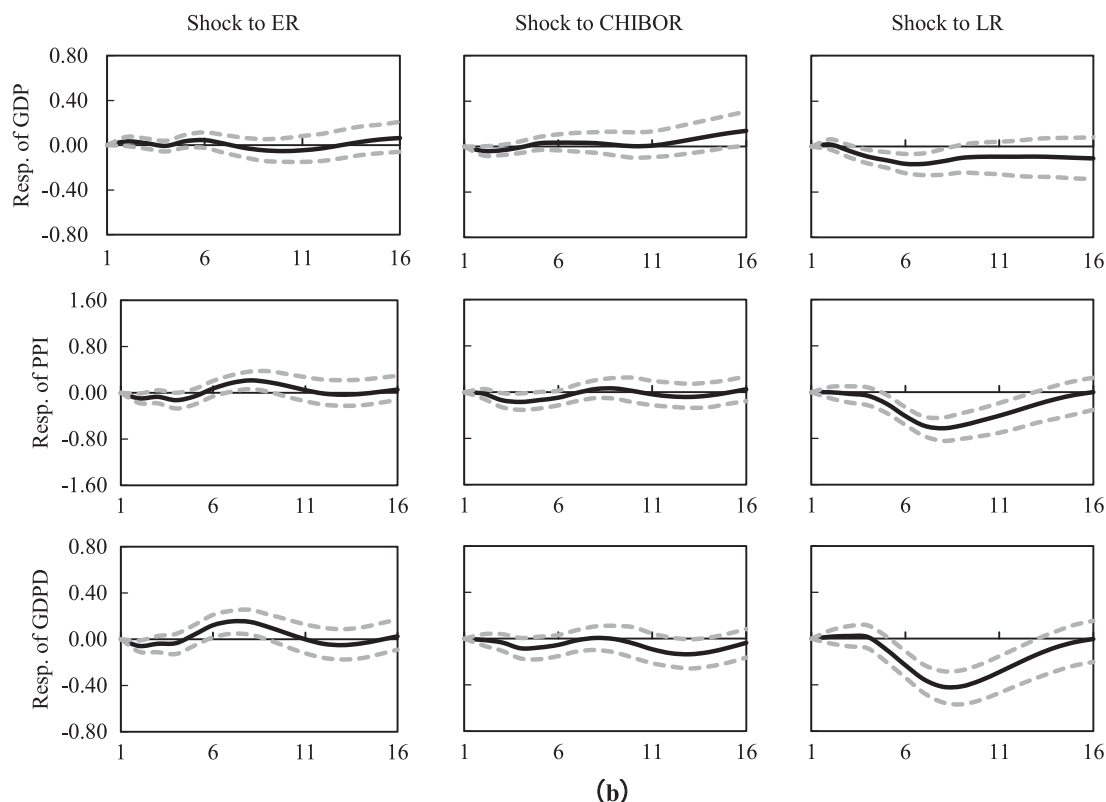 Shock to ER Shock to CHIBOR Shock to LR
Resp. of GDP
0.80
0.40
0.00
-0.40
-0.80
1 6 11 16 1 6 11 16 1 6 11 16
Resp. of PPI
1.60
0.80
0.00
-0.80
-1.60
1 6 11 16 1 6 11 16 1 6 11 16
Resp. of GDPD
0.80
0.40
0.00
-0.40
-0.80
1 6 11 16 1 6 11 16 1 6 11 16
(b)